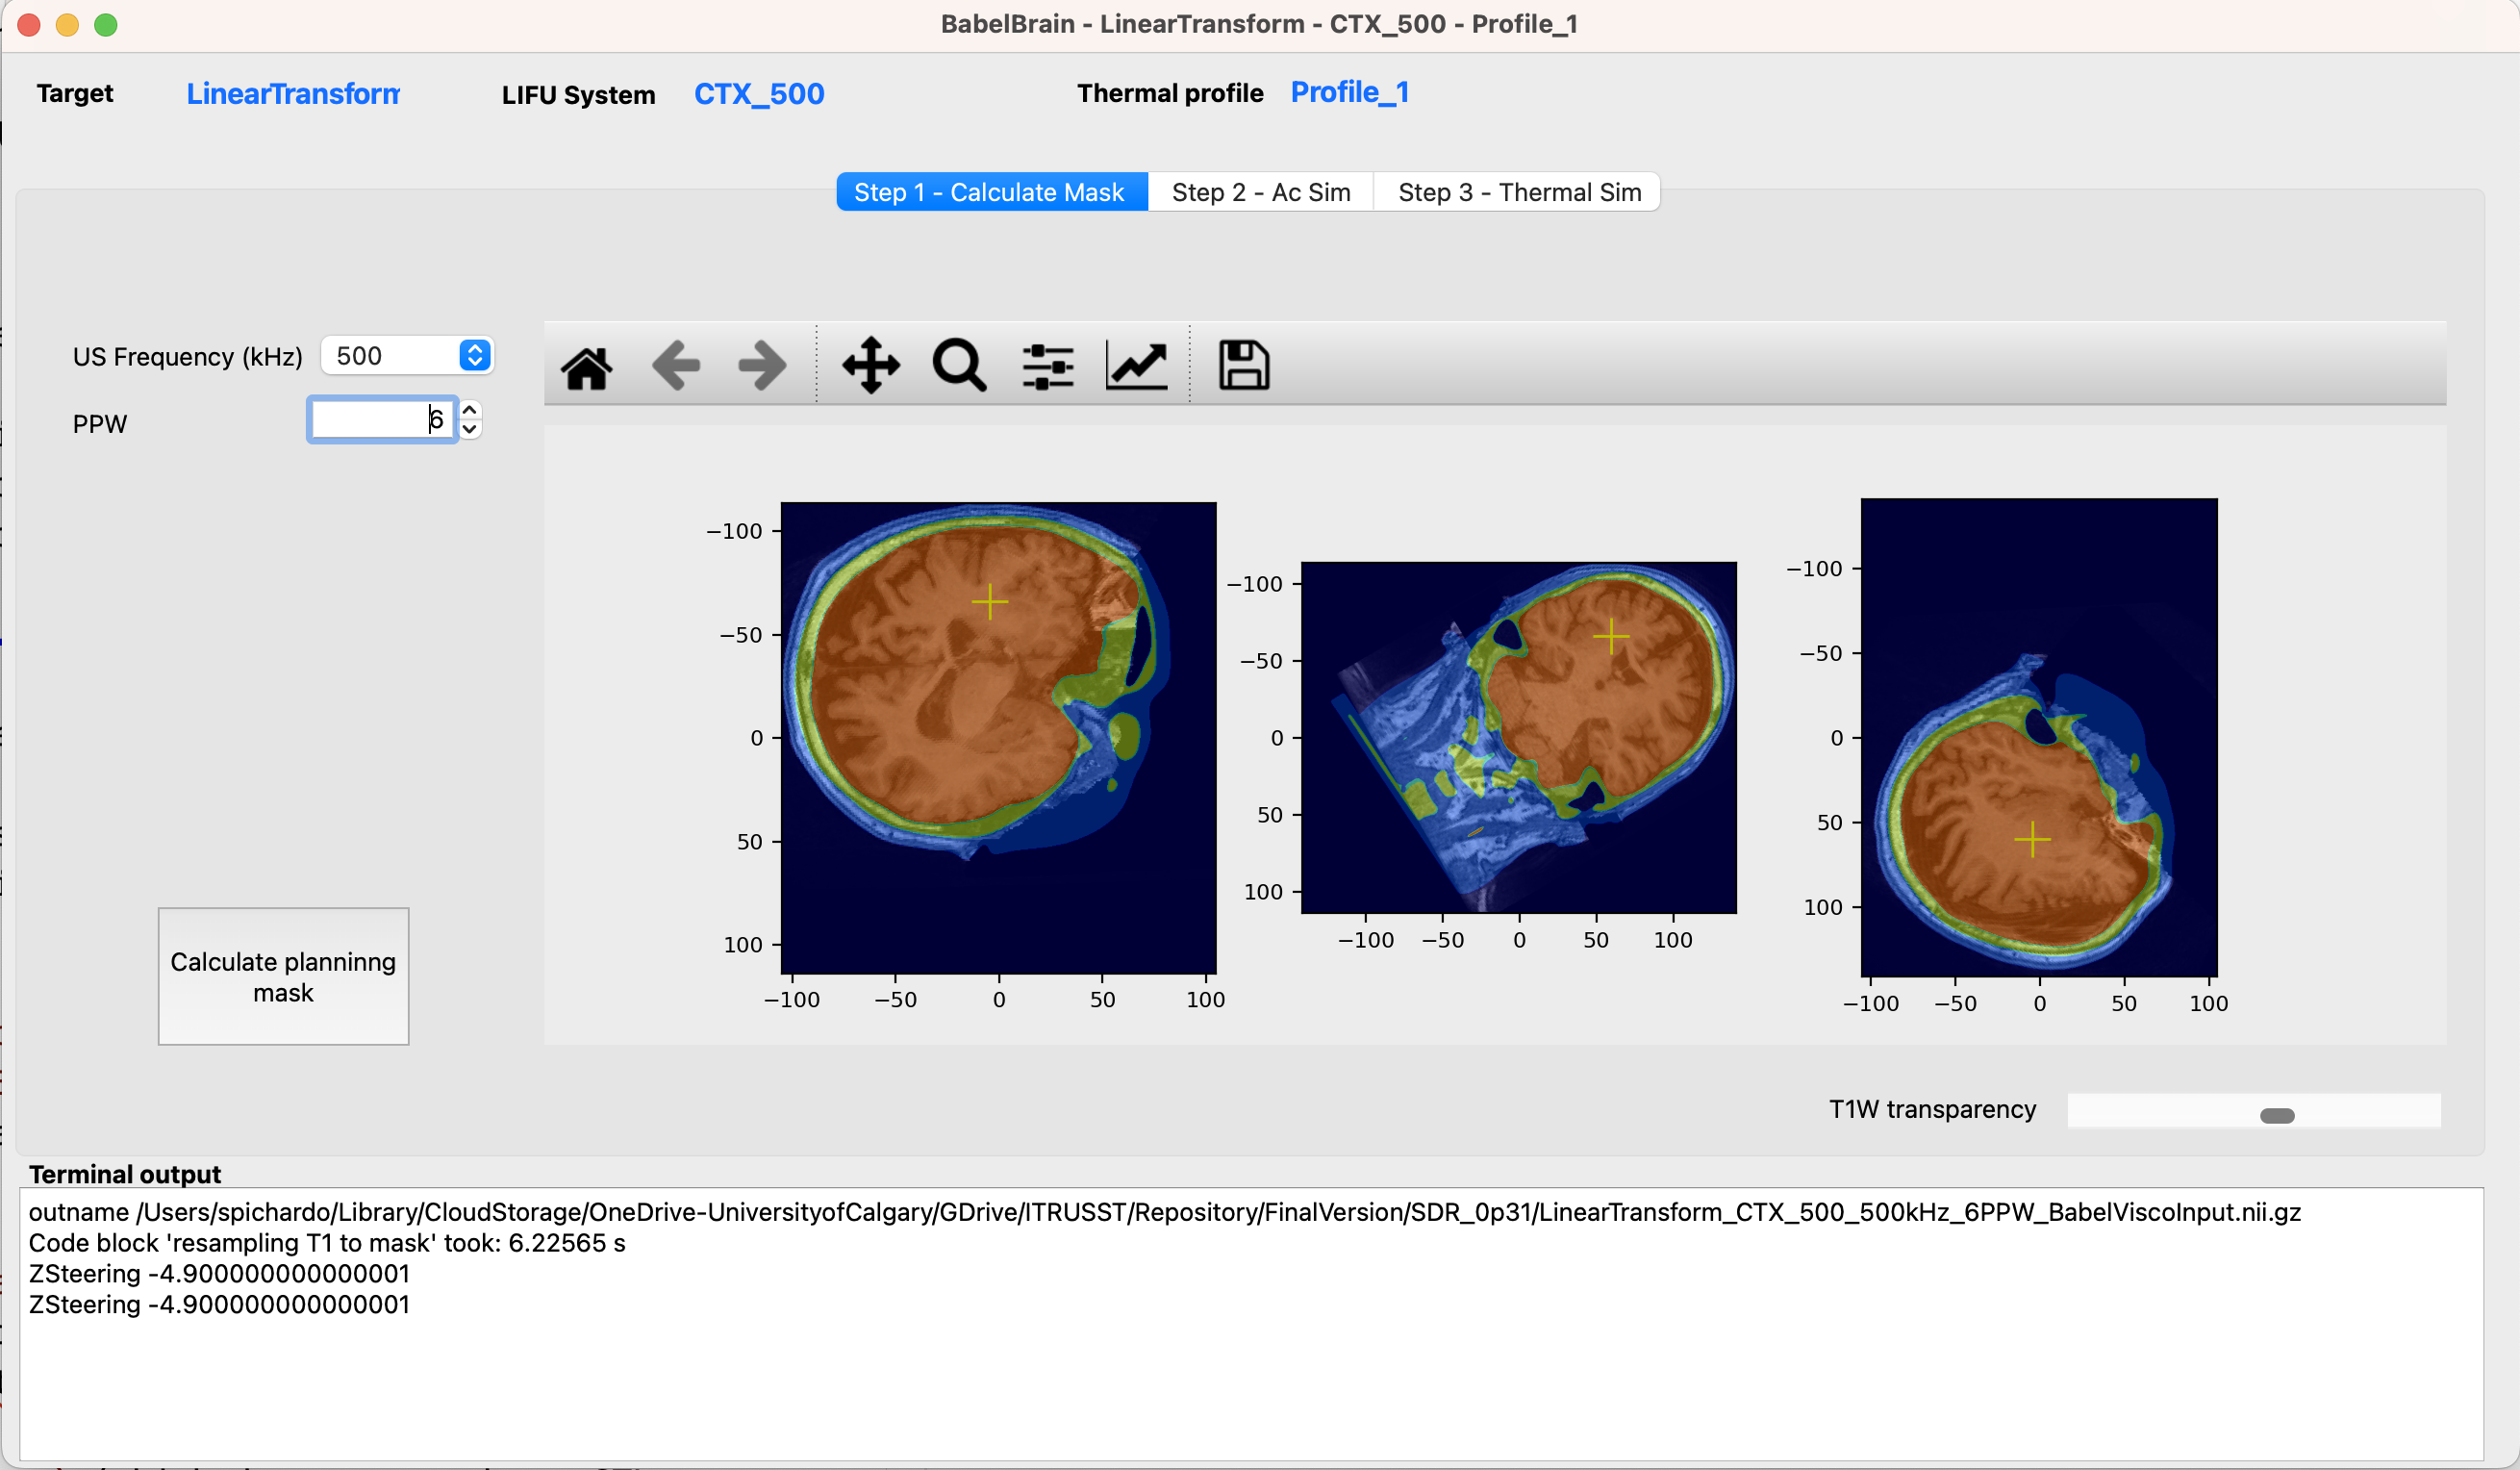 BabelBrain - LinearTransform - CTX_500 - Profile_1
Target LinearTransform LIFU System CTX_500 Thermal profile Profile_1
Step 1 - Calculate Mask Step 2 - Ac Sim Step 3 - Thermal Sim
US Frequency (kHz) 500
PPW 6
Calculate planninng
mask
−100
−50
0
50
100
−100 −50 0 50 100
−100
−50
0
50
100
−100 −50 0 50 100
−100
−50
0
50
100
−100 −50 0 50 100
T1W transparency
Terminal output
outname /Users/spichardo/Library/CloudStorage/OneDrive-UniversityofCalgary/GDrive/ITRUSST/Repository/FinalVersion/SDR_0p31/LinearTransform_CTX_500_500kHz_6PPW_BabelViscoInput.nii.gz
Code block 'resampling T1 to mask' took: 6.22565 s
ZSteering -4.900000000000001
ZSteering -4.900000000000001